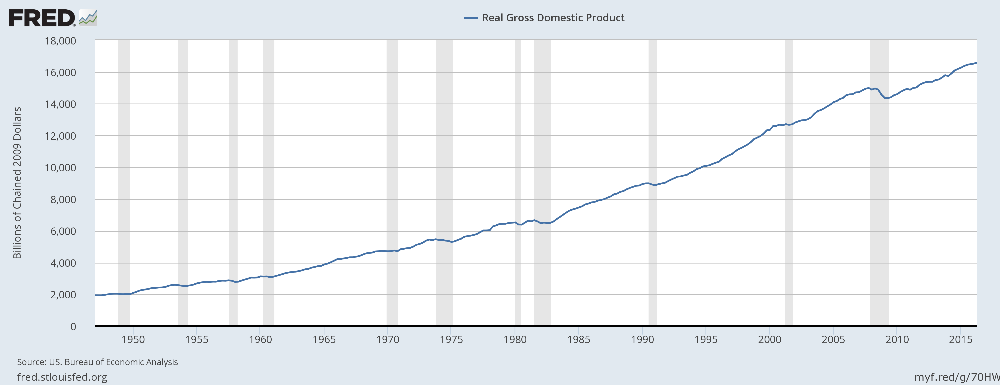 FRED®
Real Gross Domestic Product
18,000
16,000
14,000
12,000
10,000
8,000
6,000
4,000
2,000
0
Billions of Chained 2009 Dollars
1950 1955 1960 1965 1970 1975 1980 1985 1990 1995 2000 2005 2010 2015
Source: US. Bureau of Economic Analysis
fred.stlouisfed.org
myf.red/g/70HW